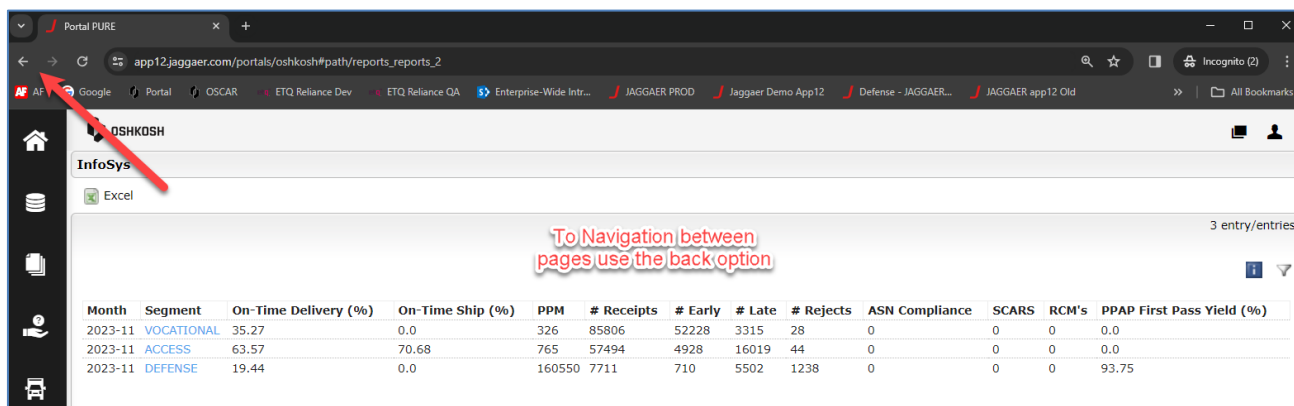 Portal PURE
app12.jaggaer.com/portals/oshkosh#path/reports_reports_2 Incognito (2)
AF AF Google Portal OSCAR ETQ Reliance Dev ETQ Reliance QA Enterprise-Wide Intr... JAGGAER PROD Jaggaer Demo App12 Defense - JAGGAER... JAGGAER app12 Old » All Bookmarks
OSHKOSH
InfoSys
Excel
3 entry/entries
To Navigation between
pages use the back option
Month Segment On-Time Delivery (%) On-Time Ship (%) PPM # Receipts # Early # Late # Rejects ASN Compliance SCARS RCM's PPAP First Pass Yield (%)
2023-11 VOCATIONAL 35.27 0.0 326 85806 52228 3315 28 0 0 0 0.0
2023-11 ACCESS 63.57 70.68 765 57494 4928 16019 44 0 0 0 0.0
2023-11 DEFENSE 19.44 0.0 160550 7711 710 5502 1238 0 0 0 93.75